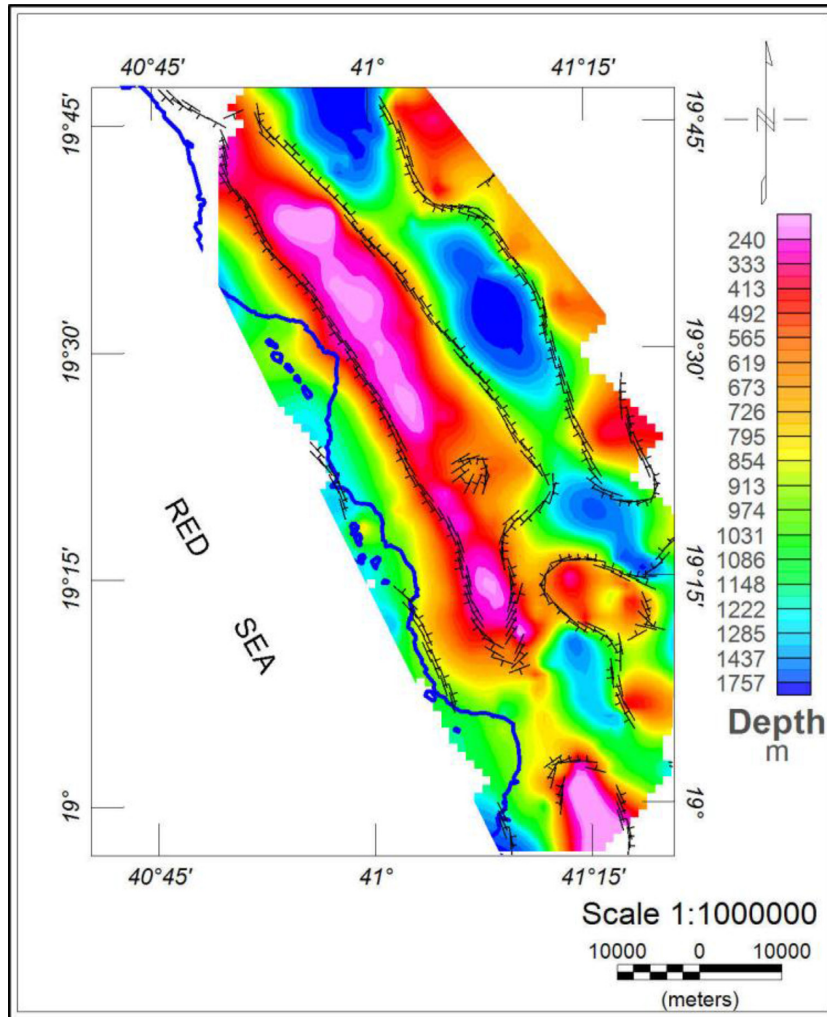 40°45' 41° 41°15'
19°45' 19°45'
240
333
413
492
19°30' 19°30'
565
619
673
726
795
854
913
974
RED
SEA
1031
1086
19°15' 19°15'
1148
1222
1285
1437
1757
Depth
m
19° 19°
40°45' 41° 41°15'
Scale 1:1000000
10000 0 10000
(meters)